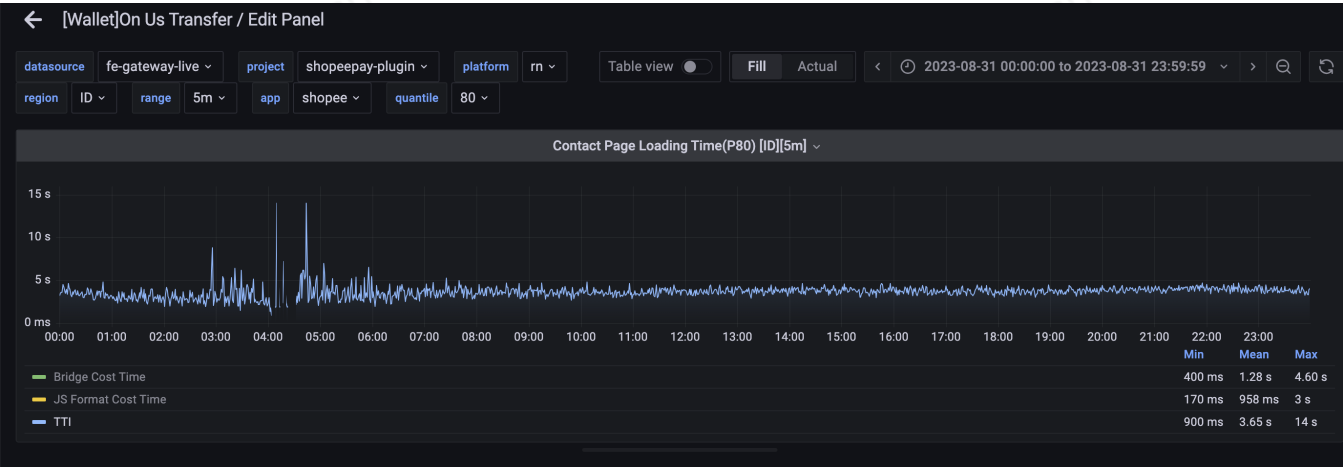 [Wallet]On Us Transfer / Edit Panel
datasource fe-gateway-live project shopeepay-plugin platform rn Table view Fill Actual 2023-08-31 00:00:00 to 2023-08-31 23:59:59
region ID range 5m app shopee quantile 80
Contact Page Loading Time(P80) [ID][5m]
15 s
10 s
5 s
0 ms
00:00 01:00 02:00 03:00 04:00 05:00 06:00 07:00 08:00 09:00 10:00 11:00 12:00 13:00 14:00 15:00 16:00 17:00 18:00 19:00 20:00 21:00 22:00 23:00
Min Mean Max
Bridge Cost Time 400 ms 1.28 s 4.60 s
JS Format Cost Time 170 ms 958 ms 3 s
TTI 900 ms 3.65 s 14 s